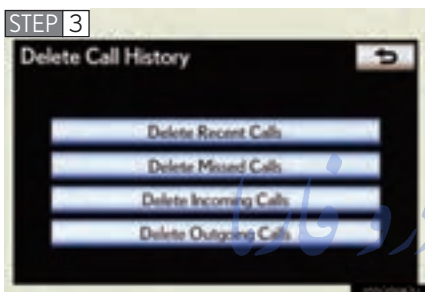 STEP 3
Delete Call History
Delete Recent Calls
Delete Missed Calls
Delete Incoming Calls
Delete Outgoing Calls